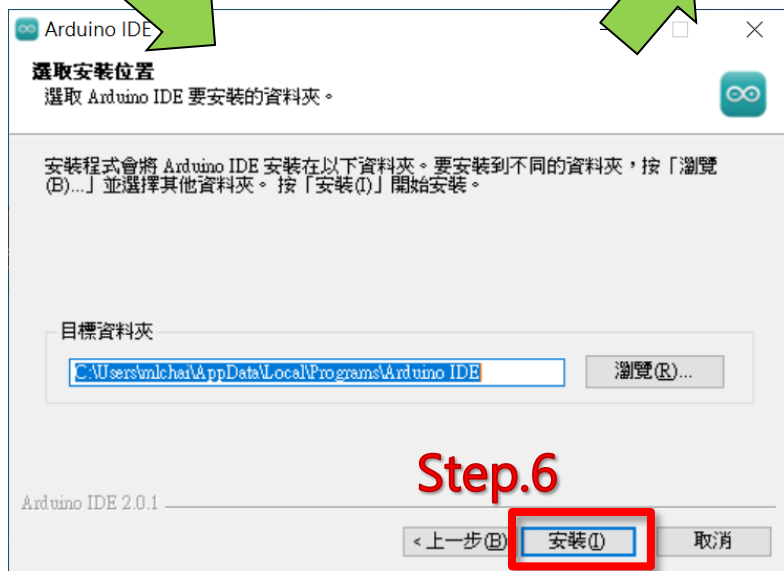 Arduino IDE
選取安裝位置
選取 Arduino IDE 要安裝的資料夾。
安裝程式會將 Arduino IDE 安裝在以下資料夾。要安裝到不同的資料夾，按「瀏覽
(B)...」並選擇其他資料夾。 按「安裝(I)」開始安裝。
目標資料夾
C:\Users\mlchai\AppData\Local\Programs\Arduino IDE
瀏覽(R)...
Step.6
Arduino IDE 2.0.1
< 上一步(B)
安裝(I)
取消